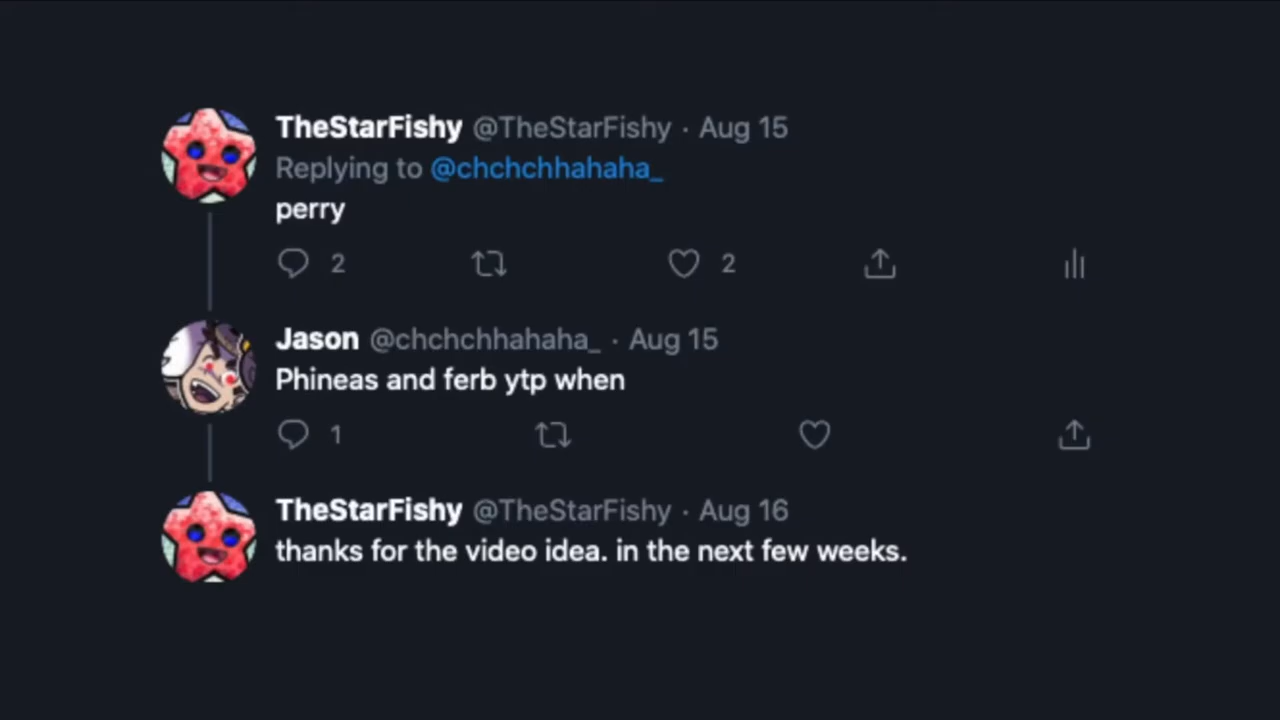 TheStarFishy @TheStarFishy · Aug 15
Replying to @chchchhahaha_
perry
2 2
Jason @chchchhahaha_ · Aug 15
Phineas and ferb ytp when
1
TheStarFishy @TheStarFishy · Aug 16
thanks for the video idea. in the next few weeks.